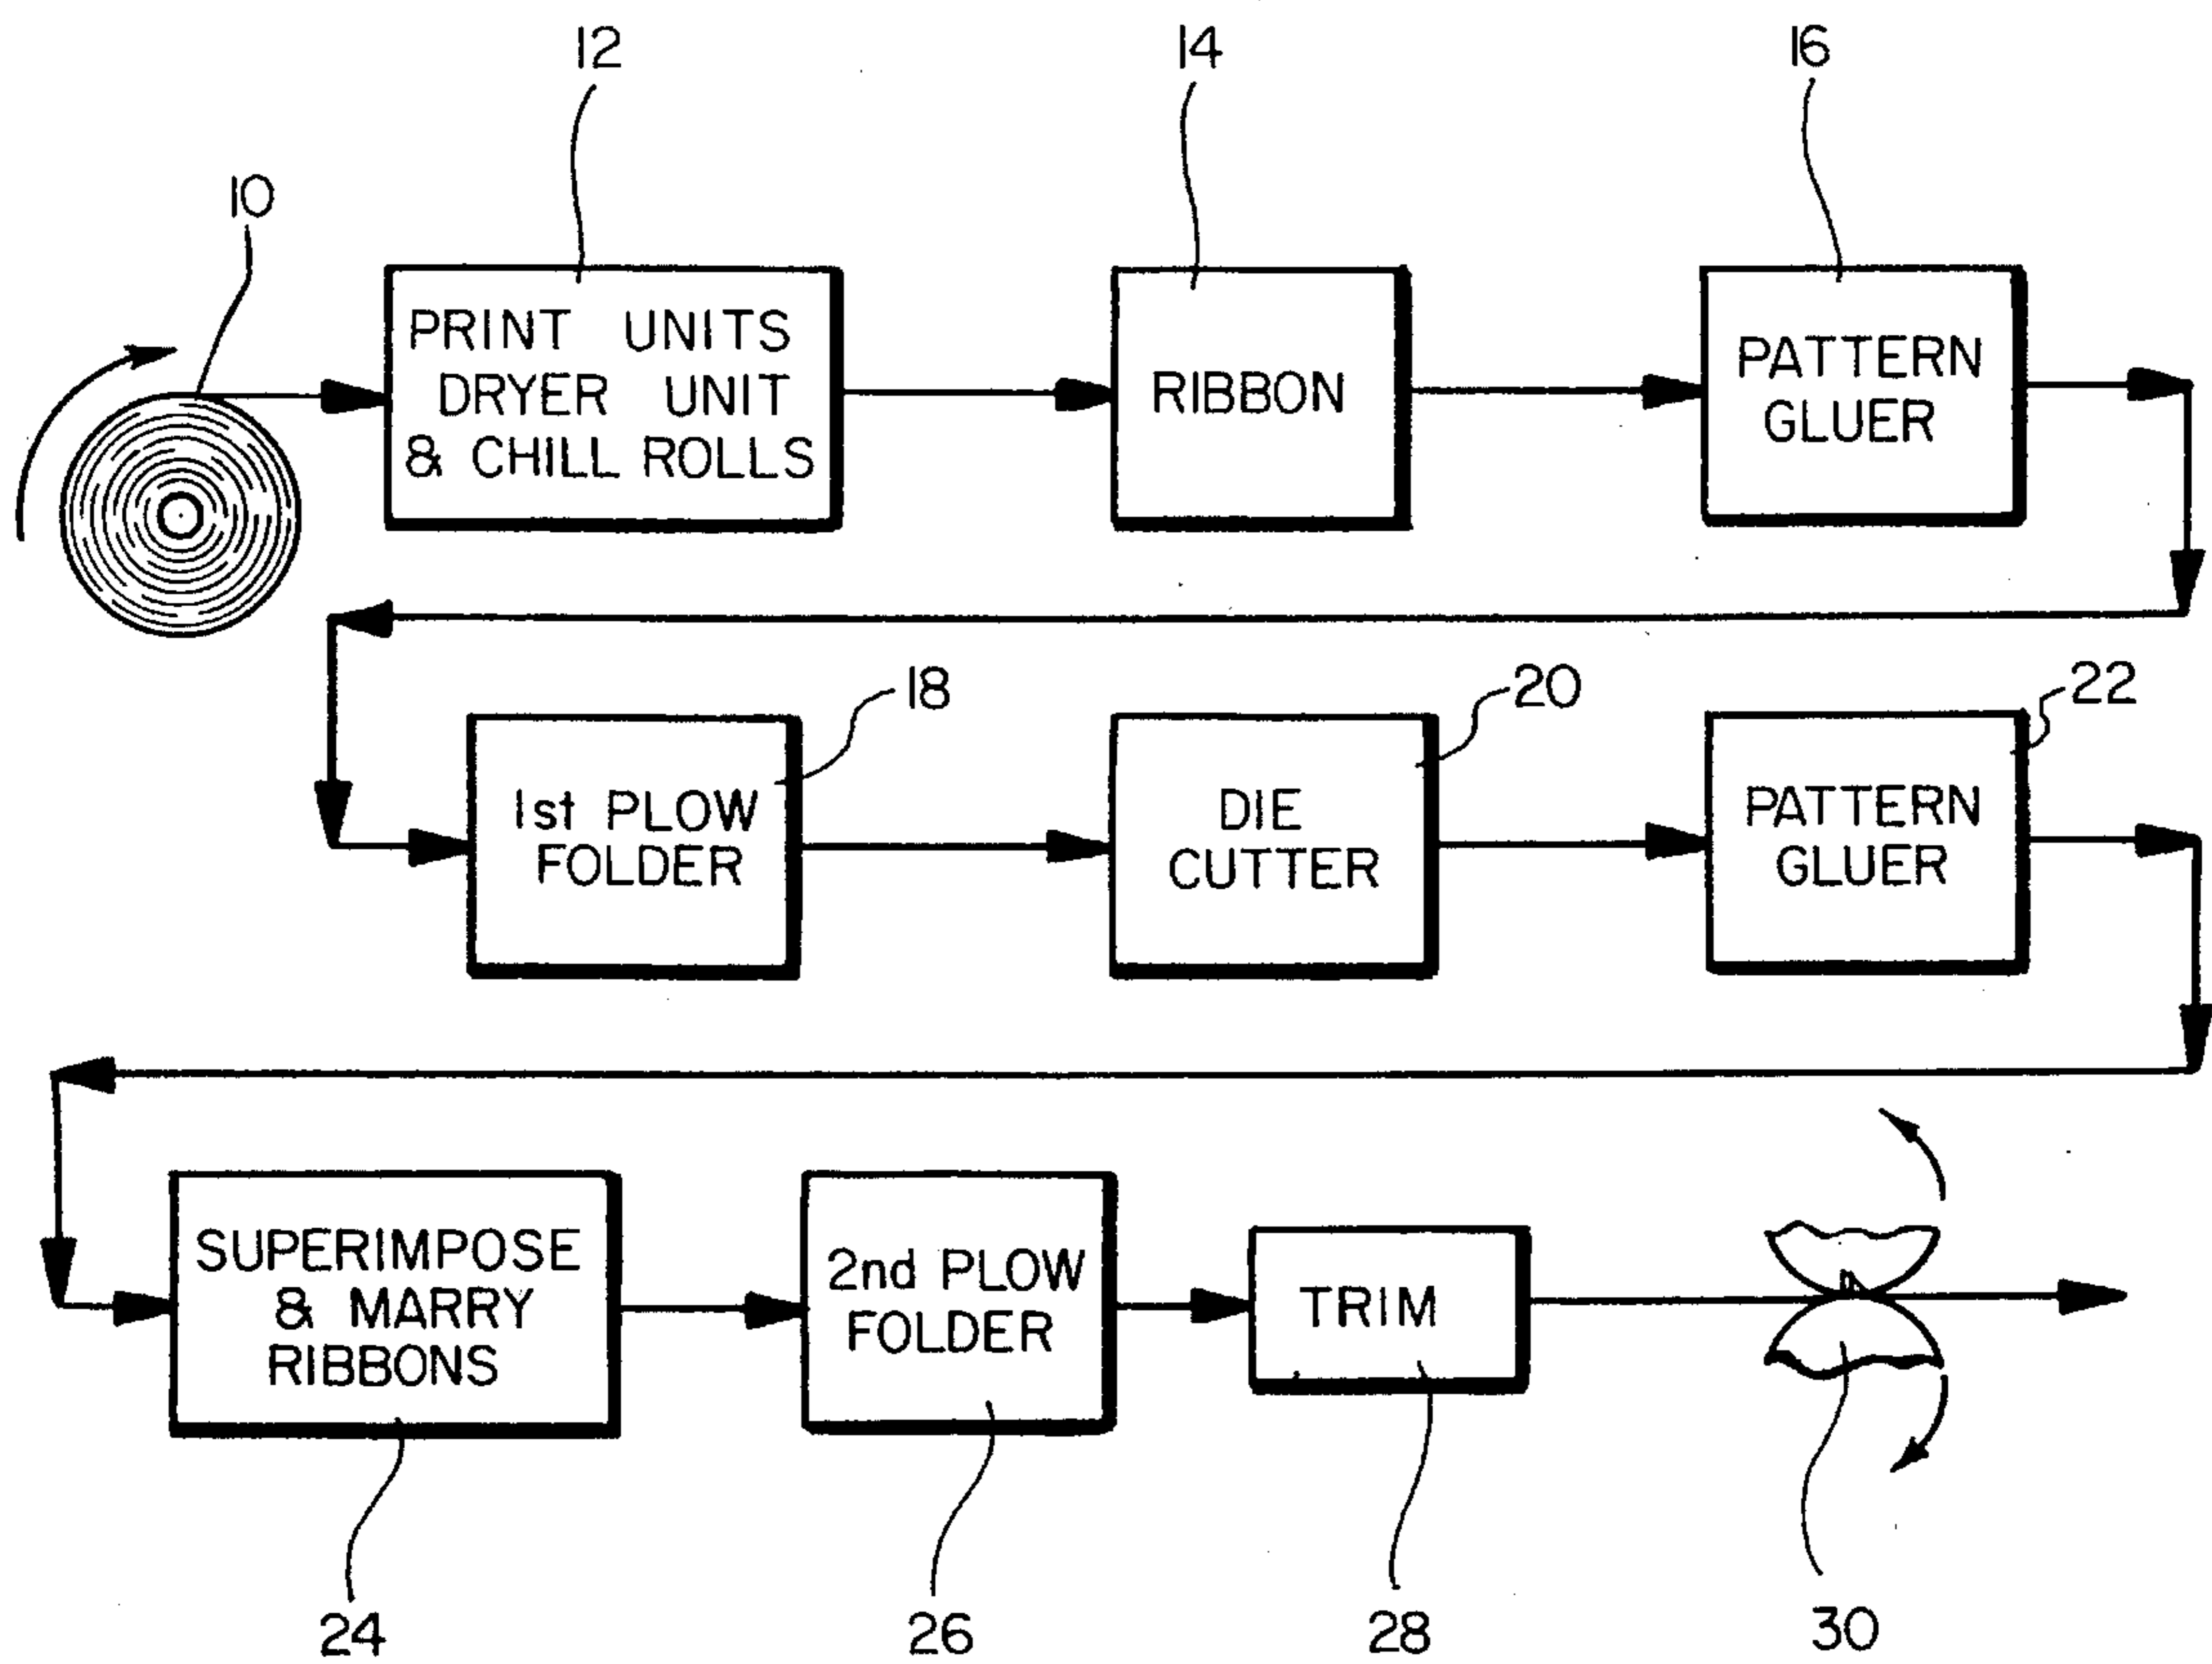 12
14
16
10
PRINT UNITS
DRYER UNIT
& CHILL ROLLS
RIBBON
PATTERN
GLUER
18
20
22
1st PLOW
FOLDER
DIE
CUTTER
PATTERN
GLUER
SUPERIMPOSE
& MARRY
RIBBONS
2nd PLOW
FOLDER
TRIM
24
26
28
30